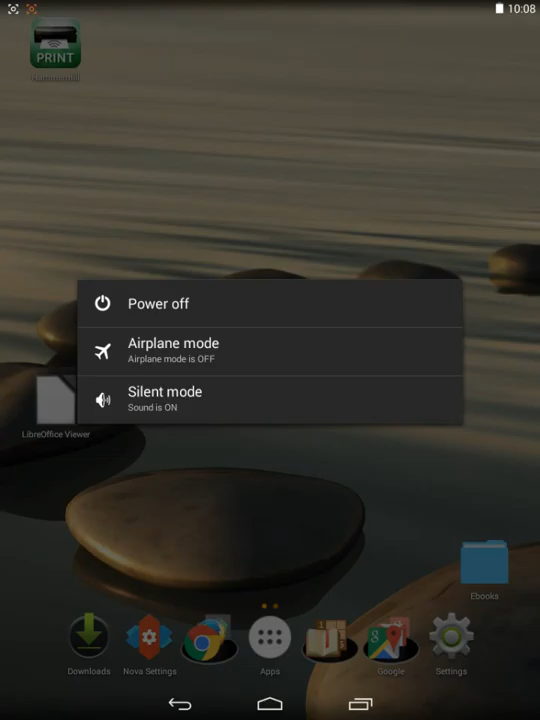 10:08
PRINT
Hammermill
Power off
Airplane mode
Airplane mode is OFF
Silent mode
Sound is ON
LibreOffice Viewer
Ebooks
Downloads
Nova Settings
Apps
Google
Settings